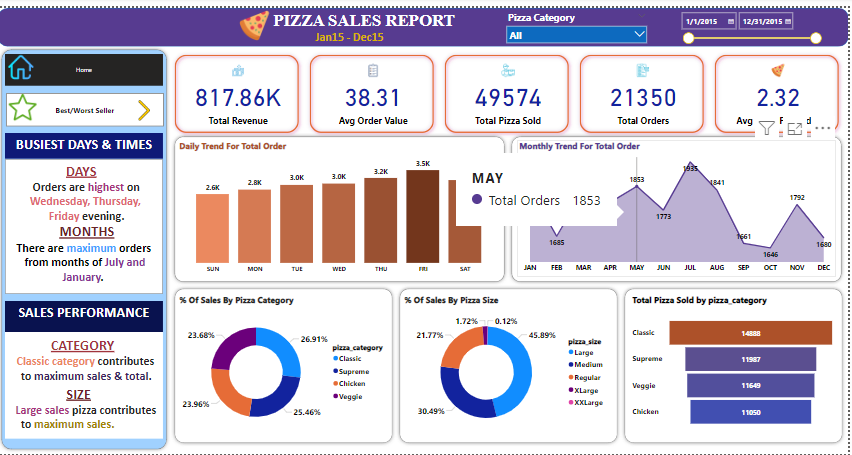 PIZZA SALES REPORT
Jan15 - Dec15
Pizza Category
All
1/1/2015
12/31/2015
Home
Best/Worst Seller
BUSIEST DAYS & TIMES
DAYS
Orders are highest on
Wednesday, Thursday,
Friday evening.
MONTHS
There are maximum orders
from months of July and
January.
SALES PERFORMANCE
CATEGORY
Classic category contributes
to maximum sales & total.
SIZE
Large sales pizza contributes
to maximum sales.
817.86K
Total Revenue
38.31
Avg Order Value
49574
Total Pizza Sold
21350
Total Orders
2.32
Daily Trend For Total Order
2.6K
2.8K
3.0K
3.0K
3.2K
3.5K
SUN MON TUE WED THU FRI SAT
Monthly Trend For Total Order
MAY
Total Orders 1853
1685
1853
1773
1935
1841
1661
1646
1792
1680
JAN FEB MAR APR MAY JUN JUL AUG SEP OCT NOV DEC
% Of Sales By Pizza Category
23.68%
26.91%
23.96%
25.46%
pizza_category
Classic
Supreme
Chicken
Veggie
% Of Sales By Pizza Size
1.72%
0.12%
21.77%
45.89%
30.49%
pizza_size
Large
Medium
Regular
XLarge
XXLarge
Total Pizza Sold by pizza_category
Classic 14888
Supreme 11987
Veggie 11649
Chicken 11050